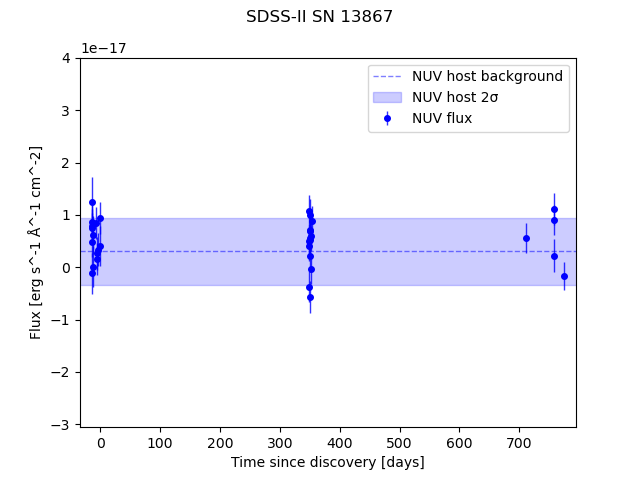 SDSS-II SN 13867
1e−17
4
3
2
1
0
−1
−2
−3
Flux [erg s^-1 Å^-1 cm^-2]
NUV host background
NUV host 2σ
NUV flux
0 100 200 300 400 500 600 700
Time since discovery [days]